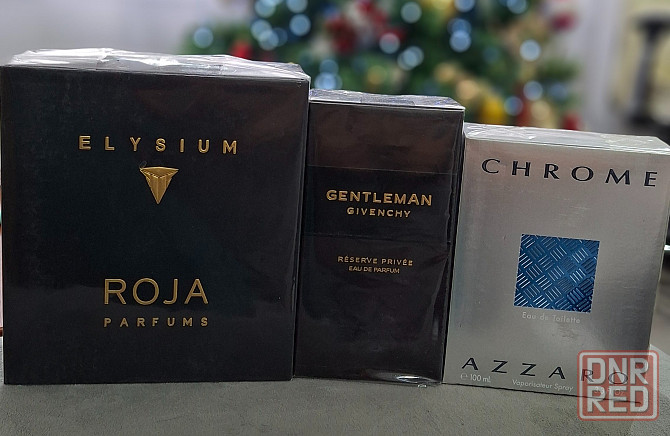 ELYSIUM
ROJA
PARFUMS
GENTLEMAN
GIVENCHY
RÉSERVE PRIVÉE
EAU DE PARFUM
CHROME
Eau de Toilette
AZZARO
℮ 100 mL
Vaporisateur Spray
DNR
RED